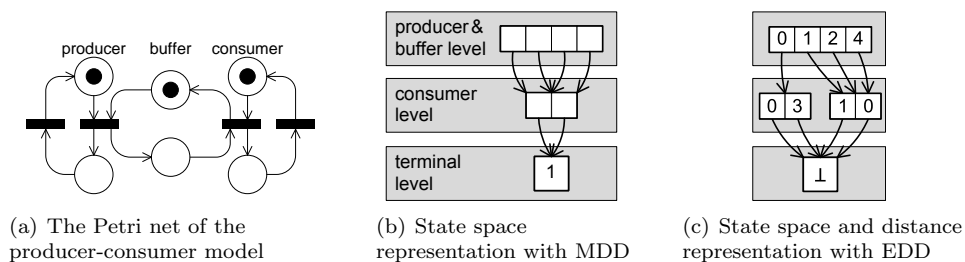 producer buffer consumer
(a) The Petri net of the
producer-consumer model
producer &
buffer level
consumer
level
terminal
level
1
(b) State space
representation with MDD
0 1 2 4
0 3 1 0
⊥
(c) State space and distance
representation with EDD